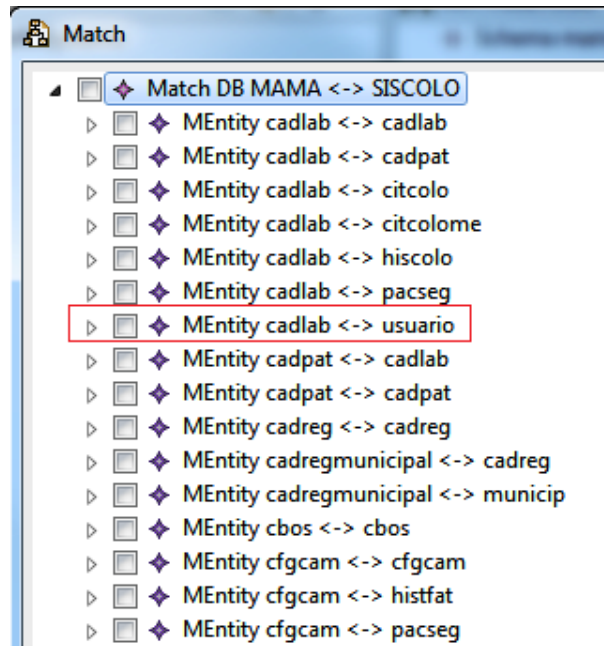 Match
Match DB MAMA <-> SISCOLO
MEntity cadlab <-> cadlab
MEntity cadlab <-> cadpat
MEntity cadlab <-> citcolo
MEntity cadlab <-> citcolome
MEntity cadlab <-> hiscolo
MEntity cadlab <-> pacseg
MEntity cadlab <-> usuario
MEntity cadpat <-> cadlab
MEntity cadpat <-> cadpat
MEntity cadreg <-> cadreg
MEntity cadregmunicipal <-> cadreg
MEntity cadregmunicipal <-> municip
MEntity cbos <-> cbos
MEntity cfgcam <-> cfgcam
MEntity cfgcam <-> histfat
MEntity cfgcam <-> pacseg